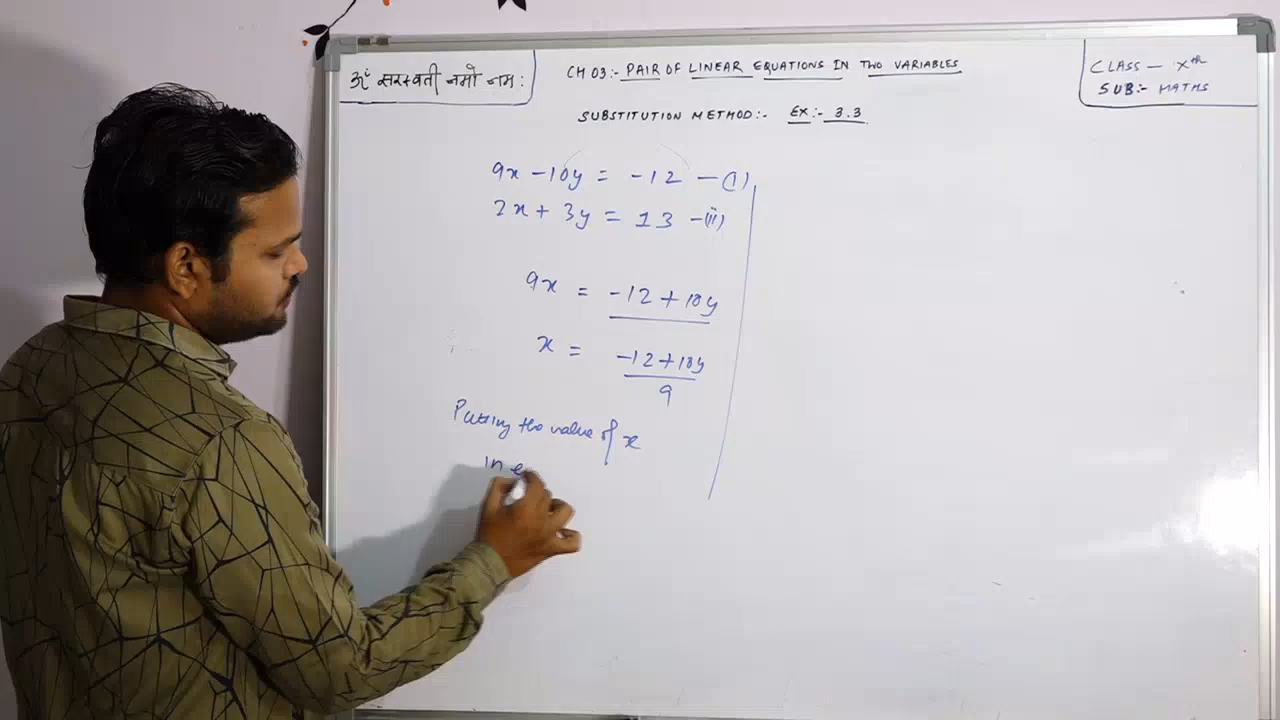 ॐ सरस्वती नमो नमः
CH 03:- PAIR OF LINEAR EQUATIONS IN TWO VARIABLES
CLASS - Xth
SUB:- MATHS
SUBSTITUTION METHOD:- EX:- 3.3
9x - 10y = -12 - (i)
2x + 3y = 13 - (ii)
9x = -12 + 10y
x = -12 + 10y
9
Putting the value of x
in e